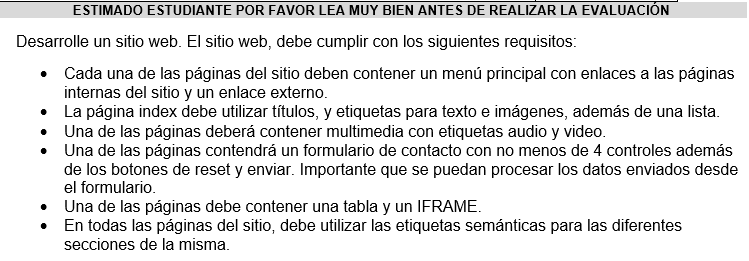 ESTIMADO ESTUDIANTE POR FAVOR LEA MUY BIEN ANTES DE REALIZAR LA EVALUACIÓN
Desarrolle un sitio web. El sitio web, debe cumplir con los siguientes requisitos:
• Cada una de las páginas del sitio deben contener un menú principal con enlaces a las páginas
internas del sitio y un enlace externo.
• La página index debe utilizar títulos, y etiquetas para texto e imágenes, además de una lista.
• Una de las páginas deberá contener multimedia con etiquetas audio y video.
• Una de las páginas contendrá un formulario de contacto con no menos de 4 controles además
de los botones de reset y enviar. Importante que se puedan procesar los datos enviados desde
el formulario.
• Una de las páginas debe contener una tabla y un IFRAME.
• En todas las páginas del sitio, debe utilizar las etiquetas semánticas para las diferentes
secciones de la misma.